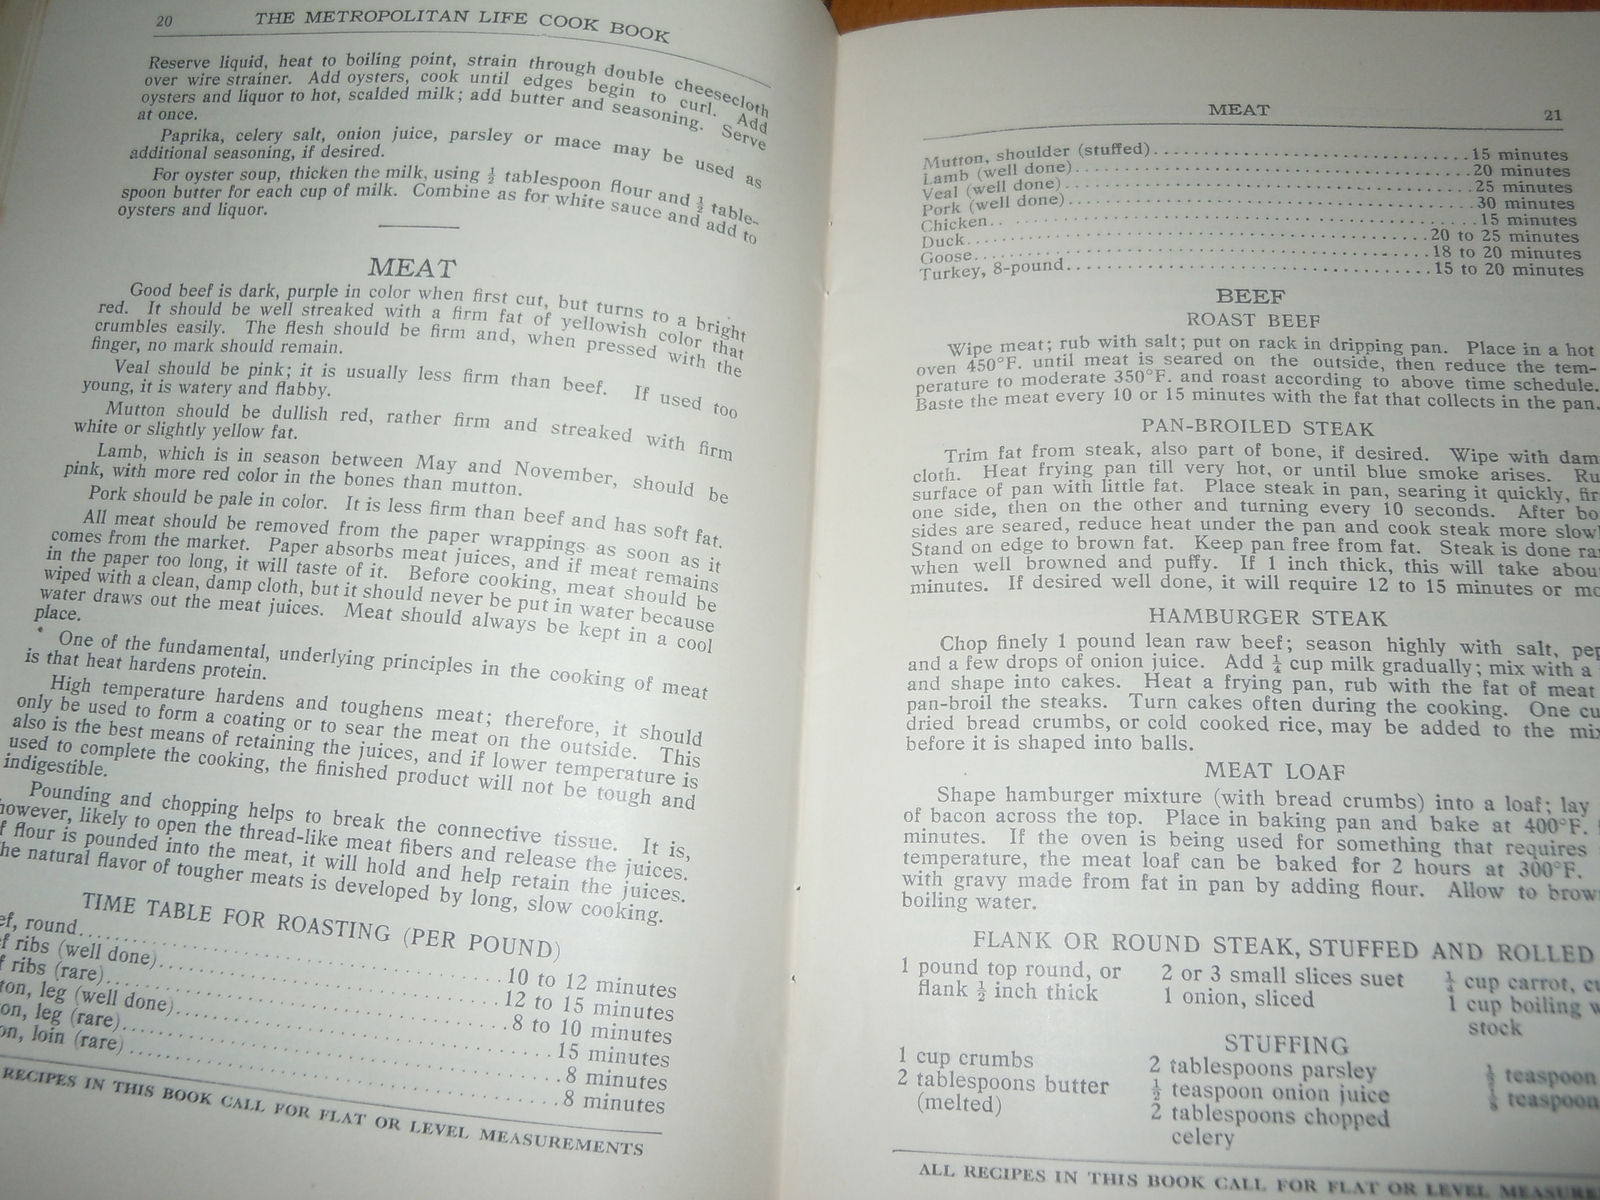 20 THE METROPOLITAN LIFE COOK BOOK
Reserve liquid, heat to boiling point, strain through double cheesecloth
over wire strainer. Add oysters, cook until edges begin to curl. Add
oysters and liquor to hot, scalded milk; add butter and seasoning. Serve
at once.
Paprika, celery salt, onion juice, parsley or mace may be used as
additional seasoning, if desired.
For oyster soup, thicken the milk, using ½ tablespoon flour and ½ table-
spoon butter for each cup of milk. Combine as for white sauce and add to
oysters and liquor.
MEAT
Good beef is dark, purple in color when first cut, but turns to a bright
red. It should be well streaked with a firm fat of yellowish color that
crumbles easily. The flesh should be firm and, when pressed with the
finger, no mark should remain.
Veal should be pink; it is usually less firm than beef. If used too
young, it is watery and flabby.
Mutton should be dullish red, rather firm and streaked with firm
white or slightly yellow fat.
Lamb, which is in season between May and November, should be
pink, with more red color in the bones than mutton.
Pork should be pale in color. It is less firm than beef and has soft fat.
All meat should be removed from the paper wrappings as soon as it
comes from the market. Paper absorbs meat juices, and if meat remains
in the paper too long, it will taste of it. Before cooking, meat should be
wiped with a clean, damp cloth, but it should never be put in water because
water draws out the meat juices. Meat should always be kept in a cool
place.
One of the fundamental, underlying principles in the cooking of meat
is that heat hardens protein.
High temperature hardens and toughens meat; therefore, it should
only be used to form a coating or to sear the meat on the outside. This
also is the best means of retaining the juices, and if lower temperature is
used to complete the cooking, the finished product will not be tough and
indigestible.
Pounding and chopping helps to break the connective tissue. It is,
however, likely to open the thread-like meat fibers and release the juices.
f flour is pounded into the meat, it will hold and help retain the juices.
he natural flavor of tougher meats is developed by long, slow cooking.
TIME TABLE FOR ROASTING (PER POUND)
ef, round........10 to 12 minutes
f ribs (well done)........12 to 15 minutes
f ribs (rare)........8 to 10 minutes
ton, leg (well done)........15 minutes
on, leg (rare)........8 minutes
on, loin (rare)........8 minutes
RECIPES IN THIS BOOK CALL FOR FLAT OR LEVEL MEASUREMENTS
MEAT 21
Mutton, shoulder (stuffed)........15 minutes
Lamb (well done)........20 minutes
Veal (well done)........25 minutes
Pork (well done)........30 minutes
Chicken........15 minutes
Duck........20 to 25 minutes
Goose........18 to 20 minutes
Turkey, 8-pound........15 to 20 minutes
BEEF
ROAST BEEF
Wipe meat; rub with salt; put on rack in dripping pan. Place in a hot
oven 450°F. until meat is seared on the outside, then reduce the tem-
perature to moderate 350°F. and roast according to above time schedule.
Baste the meat every 10 or 15 minutes with the fat that collects in the pan.
PAN-BROILED STEAK
Trim fat from steak, also part of bone, if desired. Wipe with dam
cloth. Heat frying pan till very hot, or until blue smoke arises. Ru
surface of pan with little fat. Place steak in pan, searing it quickly, fir
one side, then on the other and turning every 10 seconds. After bo
sides are seared, reduce heat under the pan and cook steak more slow
Stand on edge to brown fat. Keep pan free from fat. Steak is done ra
when well browned and puffy. If 1 inch thick, this will take abou
minutes. If desired well done, it will require 12 to 15 minutes or mo
HAMBURGER STEAK
Chop finely 1 pound lean raw beef; season highly with salt, pep
and a few drops of onion juice. Add ¼ cup milk gradually; mix with a
and shape into cakes. Heat a frying pan, rub with the fat of meat
pan-broil the steaks. Turn cakes often during the cooking. One cu
dried bread crumbs, or cold cooked rice, may be added to the mix
before it is shaped into balls.
MEAT LOAF
Shape hamburger mixture (with bread crumbs) into a loaf; lay
of bacon across the top. Place in baking pan and bake at 400°F.
minutes. If the oven is being used for something that requires
temperature, the meat loaf can be baked for 2 hours at 300°F.
with gravy made from fat in pan by adding flour. Allow to brow
boiling water.
FLANK OR ROUND STEAK, STUFFED AND ROLLED
1 pound top round, or 2 or 3 small slices suet ¼ cup carrot, cu
flank ½ inch thick 1 onion, sliced 1 cup boiling w
stock
STUFFING
1 cup crumbs 2 tablespoons parsley teaspoon
2 tablespoons butter ½ teaspoon onion juice teaspoon
(melted) 2 tablespoons chopped
celery
ALL RECIPES IN THIS BOOK CALL FOR FLAT OR LEVEL MEASURE